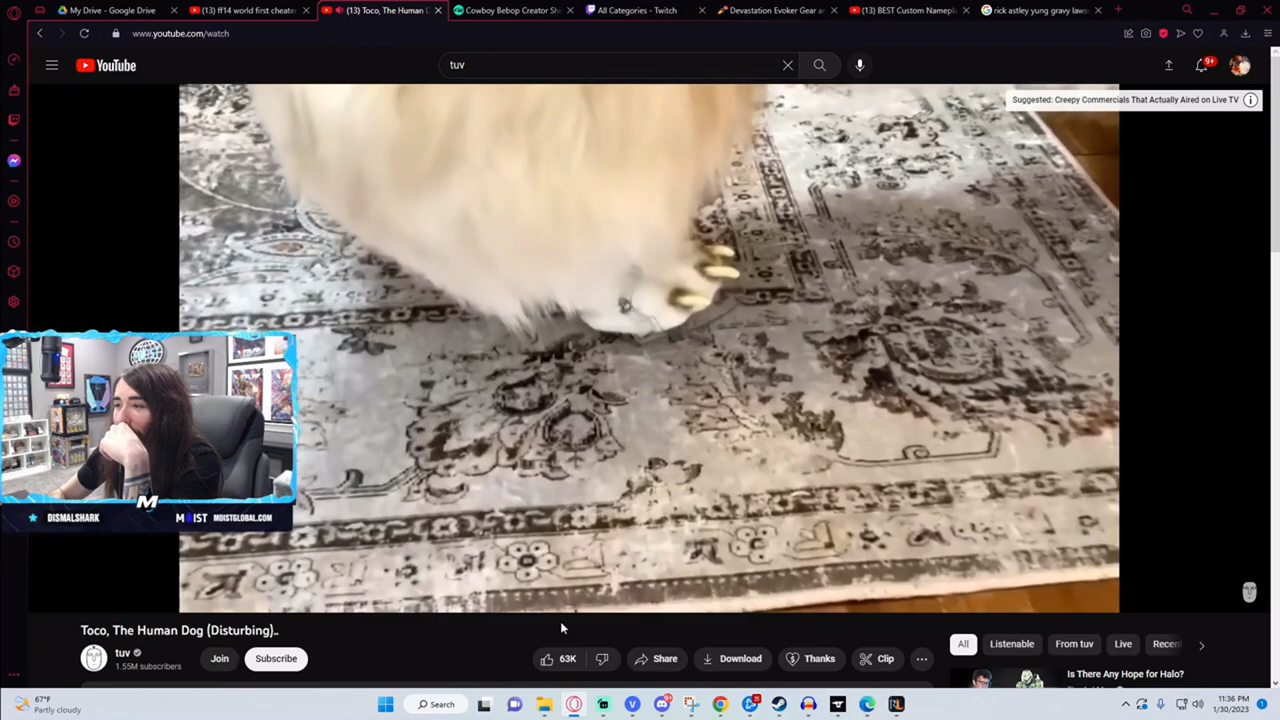 My Drive - Google Drive
(13) ff14 world first cheater
(13) Toco, The Human D
Cowboy Bebop Creator Sh
All Categories - Twitch
Devastation Evoker Gear a
(13) BEST Custom Namepl
rick astley yung gravy laws
www.youtube.com/watch
YouTube
tuv
9+
Suggested: Creepy Commercials That Actually Aired on Live TV
DISMALSHARK
M
MOIST
MOISTGLOBAL.COM
Toco, The Human Dog (Disturbing)..
tuv
1.55M subscribers
Join
Subscribe
63K
Share
Download
Thanks
Clip
All
Listenable
From tuv
Live
Recen
Is There Any Hope for Halo?
67°F
Partly cloudy
Search
11:36 PM
1/30/2023